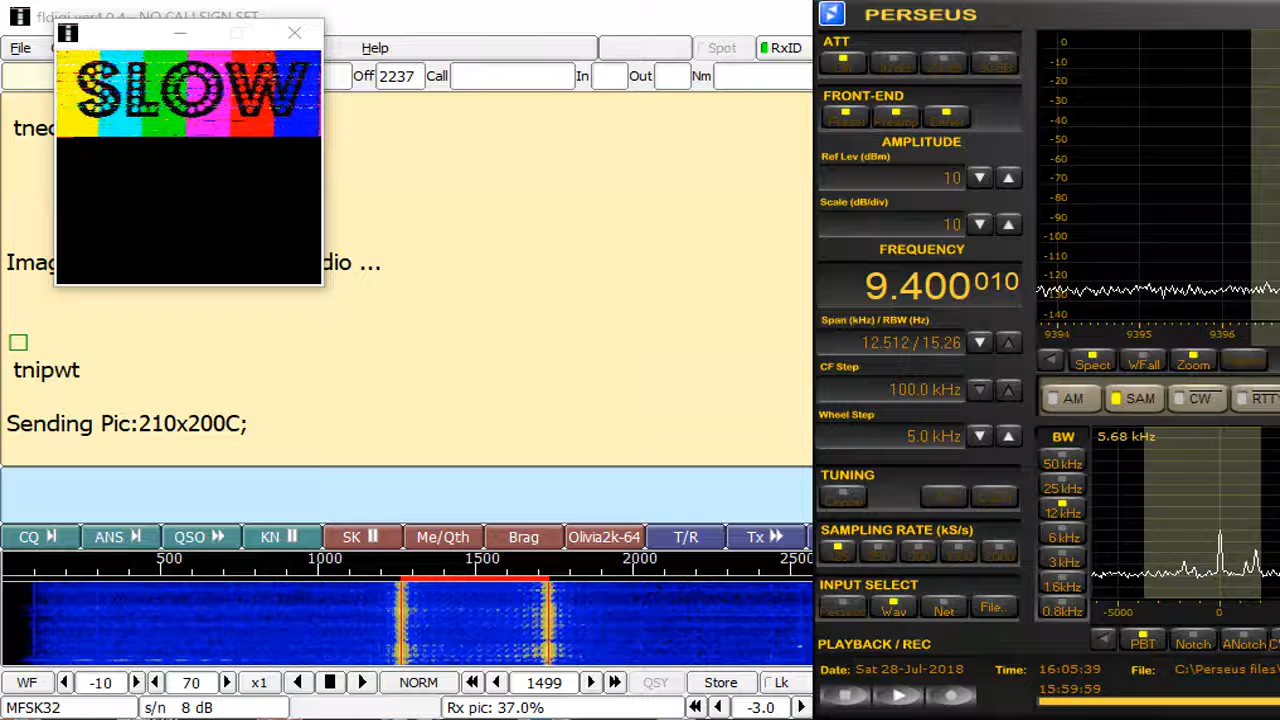 fldigi ver4.0.4 - NO CALLSIGN SET
SLOW
File
Help
Spot
RxID
Off 2237 Call In Out Nm
Imag
dio ...
tnipwt
Sending Pic:210x200C;
CQ ANS QSO KN SK Me/Qth Brag Olivia2k-64 T/R Tx
500 1000 1500 2000 2500
WF -10 70 x1 NORM 1499 QSY Store Lk
MFSK32 s/n 8 dB Rx pic: 37.0% -3.0
PERSEUS
ATT
FRONT-END
Preamp
AMPLITUDE
Ref Lev (dBm)
10
Scale (dB/div)
10
FREQUENCY
9.400010
Span (kHz) / RBW (Hz)
12.512 / 15.26
CF Step
100.0 kHz
Wheel Step
5.0 kHz
TUNING
SAMPLING RATE (kS/s)
INPUT SELECT
Perseus Wav Net File..
PLAYBACK / REC
Date: Sat 28-Jul-2018 Time: 16:05:39 File: C:\Perseus files\
15:59:59
0
-10
-20
-30
-40
-50
-60
-70
-80
-90
-100
-110
-120
-130
-140
9394 9395 9396
Spect WFall Zoom
AM SAM CW RTT
BW
5.68 kHz
50 kHz
25 kHz
12 kHz
6 kHz
3 kHz
1.6kHz
0.8kHz
-5000 0
PBT Notch ANotch